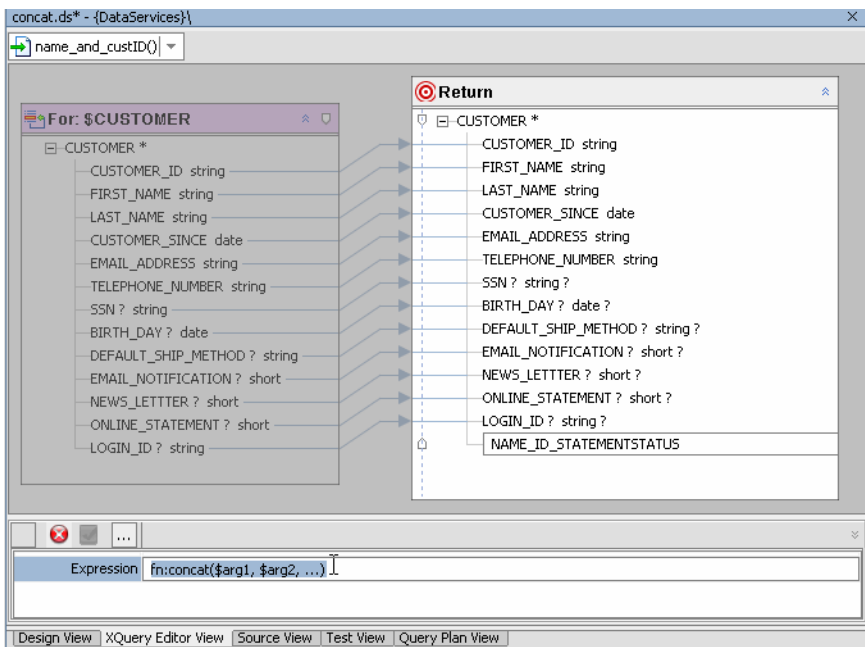 concat.ds* - {DataServices}\
name_and_custID()
For: $CUSTOMER
CUSTOMER *
CUSTOMER_ID string
FIRST_NAME string
LAST_NAME string
CUSTOMER_SINCE date
EMAIL_ADDRESS string
TELEPHONE_NUMBER string
SSN ? string
BIRTH_DAY ? date
DEFAULT_SHIP_METHOD ? string
EMAIL_NOTIFICATION ? short
NEWS_LETTTER ? short
ONLINE_STATEMENT ? short
LOGIN_ID ? string
Return
CUSTOMER *
CUSTOMER_ID string
FIRST_NAME string
LAST_NAME string
CUSTOMER_SINCE date
EMAIL_ADDRESS string
TELEPHONE_NUMBER string
SSN ? string ?
BIRTH_DAY ? date ?
DEFAULT_SHIP_METHOD ? string ?
EMAIL_NOTIFICATION ? short ?
NEWS_LETTTER ? short ?
ONLINE_STATEMENT ? short ?
LOGIN_ID ? string ?
NAME_ID_STATEMENTSTATUS
...
Expression fn:concat($arg1, $arg2, ...)
Design View XQuery Editor View Source View Test View Query Plan View